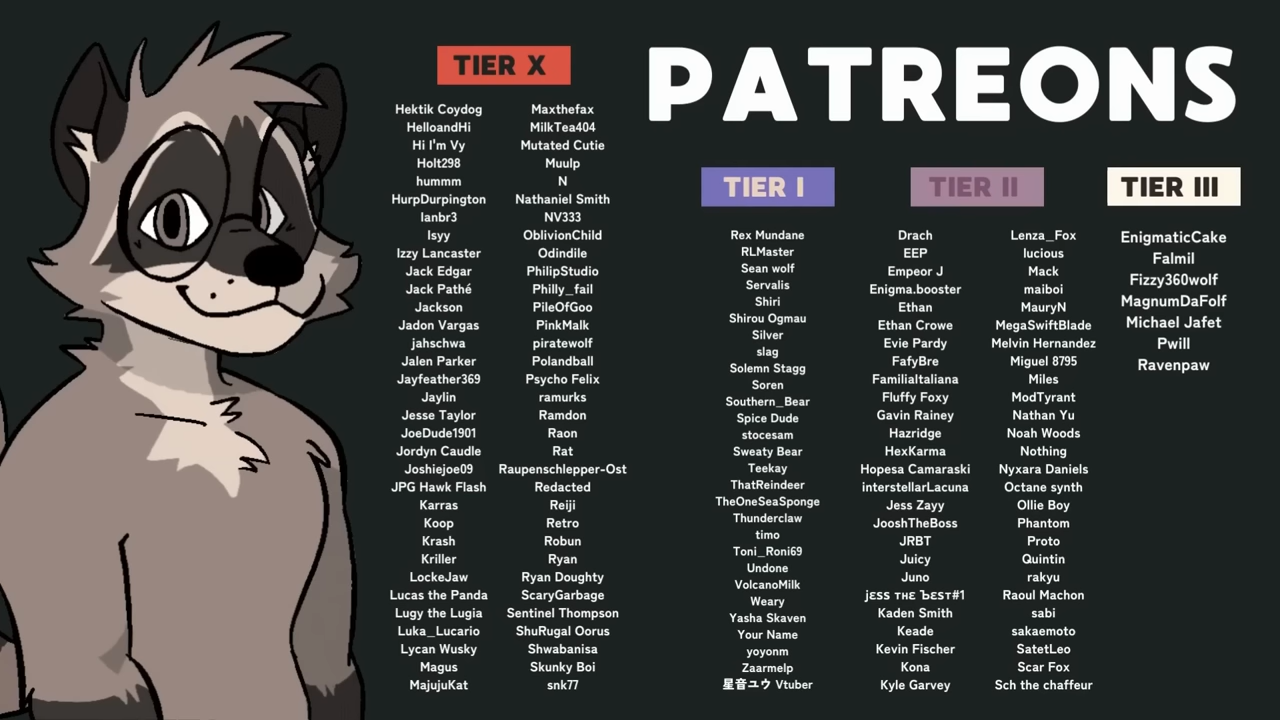 PATREONS
TIER X
Hektik Coydog
HelloandHi
Hi I'm Vy
Holt298
hummm
HurpDurpington
Ianbr3
Isyy
Izzy Lancaster
Jack Edgar
Jack Pathé
Jackson
Jadon Vargas
jahschwa
Jalen Parker
Jayfeather369
Jaylin
Jesse Taylor
JoeDude1901
Jordyn Caudle
Joshiejoe09
JPG Hawk Flash
Karras
Koop
Krash
Kriller
LockeJaw
Lucas the Panda
Lugy the Lugia
Luka_Lucario
Lycan Wusky
Magus
MajujuKat
Maxthefax
MilkTea404
Mutated Cutie
Muulp
N
Nathaniel Smith
NV333
OblivionChild
Odindile
PhilipStudio
Philly_fail
PileOfGoo
PinkMalk
piratewolf
Polandball
Psycho Felix
ramurks
Ramdon
Raon
Rat
Raupenschlepper-Ost
Redacted
Reiji
Retro
Robun
Ryan
Ryan Doughty
ScaryGarbage
Sentinel Thompson
ShuRugal Oorus
Shwabanisa
Skunky Boi
snk77
TIER I
Rex Mundane
RLMaster
Sean wolf
Servalis
Shiri
Shirou Ogmau
Silver
slag
Solemn Stagg
Soren
Southern_Bear
Spice Dude
stocesam
Sweaty Bear
Teekay
ThatReindeer
TheOneSeaSponge
Thunderclaw
timo
Toni_Roni69
Undone
VolcanoMilk
Weary
Yasha Skaven
Your Name
yoyonm
Zaarmelp
星音ユウ Vtuber
TIER II
Drach
EEP
Empeor J
Enigma.booster
Ethan
Ethan Crowe
Evie Pardy
FafyBre
FamiliaItaliana
Fluffy Foxy
Gavin Rainey
Hazridge
HexKarma
Hopesa Camaraski
interstellarLacuna
Jess Zayy
JooshTheBoss
JRBT
Juicy
Juno
jεss тнε Ъεsт#1
Kaden Smith
Keade
Kevin Fischer
Kona
Kyle Garvey
Lenza_Fox
lucious
Mack
maiboi
MauryN
MegaSwiftBlade
Melvin Hernandez
Miguel 8795
Miles
ModTyrant
Nathan Yu
Noah Woods
Nothing
Nyxara Daniels
Octane synth
Ollie Boy
Phantom
Proto
Quintin
rakyu
Raoul Machon
sabi
sakaemoto
SatetLeo
Scar Fox
Sch the chaffeur
TIER III
EnigmaticCake
Falmil
Fizzy360wolf
MagnumDaFolf
Michael Jafet
Pwill
Ravenpaw